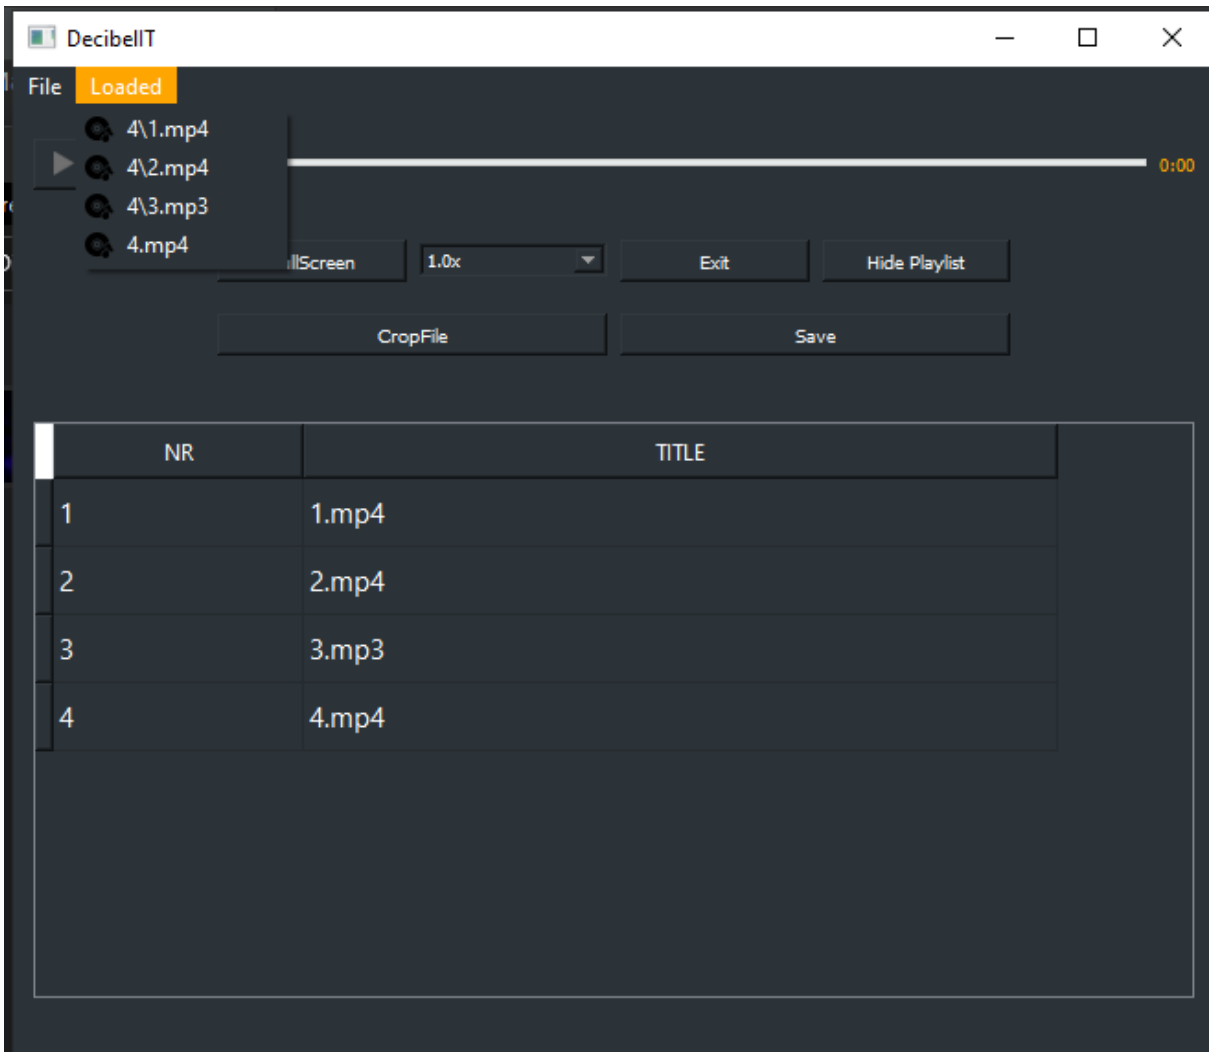 DecibelIT
File Loaded
4\1.mp4
4\2.mp4
0:00
4\3.mp3
4.mp4
llScreen 1.0x Exit Hide Playlist
CropFile Save
NR TITLE
1 1.mp4
2 2.mp4
3 3.mp3
4 4.mp4